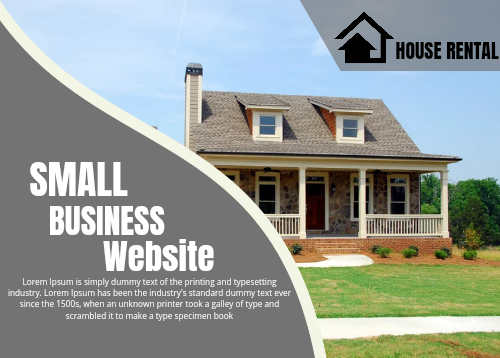 HOUSE RENTAL
SMALL
BUSINESS
Website
Lorem Ipsum is simply dummy text of the printing and typesetting
industry. Lorem Ipsum has been the industry's standard dummy text ever
since the 1500s, when an unknown printer took a galley of type and
scrambled it to make a type specimen book